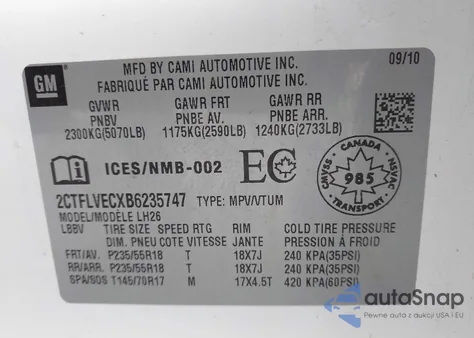 GM
MFD BY CAMI AUTOMOTIVE INC.
FABRIQUÉ PAR CAMI AUTOMOTIVE INC.
09/10
GVWR GAWR FRT GAWR RR
PNBV PNBE AV. PNBE ARR.
2300KG(5070LB) 1175KG(2590LB) 1240KG(2733LB)
ICES/NMB-002 EC
CANADA
CMVSS 985 NSVAC
2CTFLVECXB6235747 TYPE: MPV/VTUM
MODEL/MODÈLE LH26
LBBV TIRE SIZE SPEED RTG RIM COLD TIRE PRESSURE
DIM. PNEU COTE VITESSE JANTE PRESSION À FROID
FRT/AV. P235/55R18 T 18X7J 240 KPA(35PSI)
RR/ARR. P235/55R18 T 18X7J 240 KPA(35PSI)
SPA/SOS T145/70R17 M 17X4.5T 420 KPA(60PSI)
autaSnap
Pewne auta z aukcji USA i EU